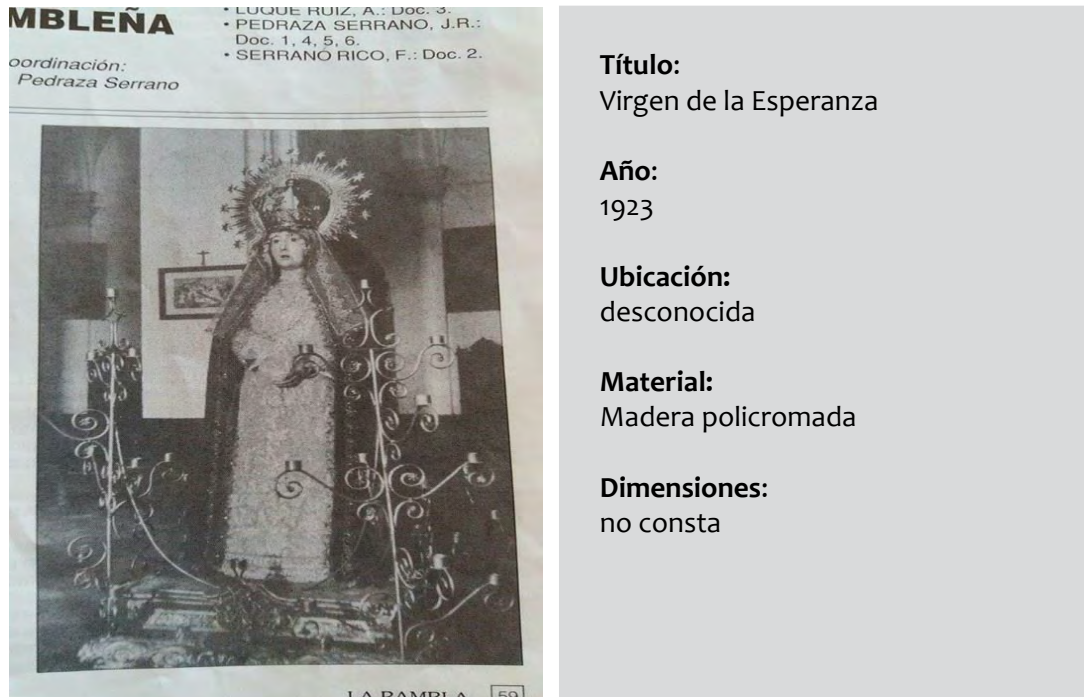 MBLEÑA
oordinación:
Pedraza Serrano
• LUQUE RUIZ, A.: Doc. 3.
• PEDRAZA SERRANO, J.R.:
Doc. 1, 4, 5, 6.
• SERRANO RICO, F.: Doc. 2.
LA RAMBLA 59
Título:
Virgen de la Esperanza
Año:
1923
Ubicación:
desconocida
Material:
Madera policromada
Dimensiones:
no consta